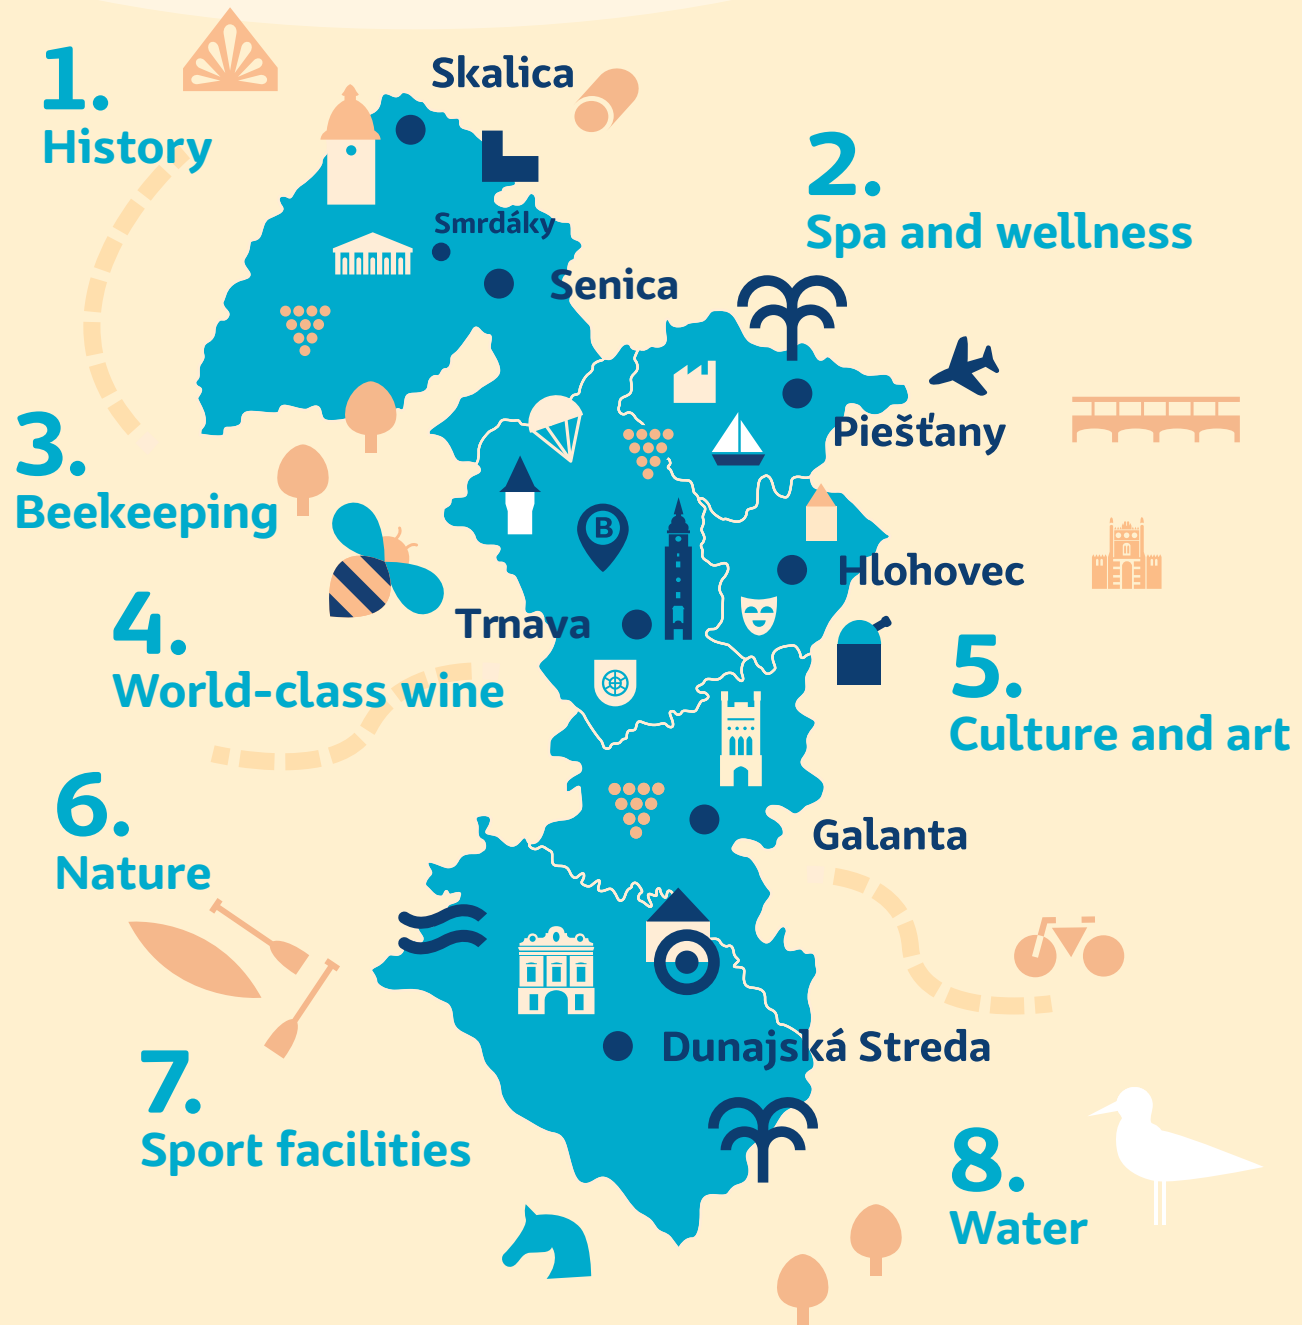 1.
History
Skalica
2.
Spa and wellness
Smrdáky
Senica
Piešťany
3.
Beekeeping
B
Hlohovec
4.
World-class wine
Trnava
5.
Culture and art
6.
Nature
Galanta
7.
Sport facilities
Dunajská Streda
8.
Water